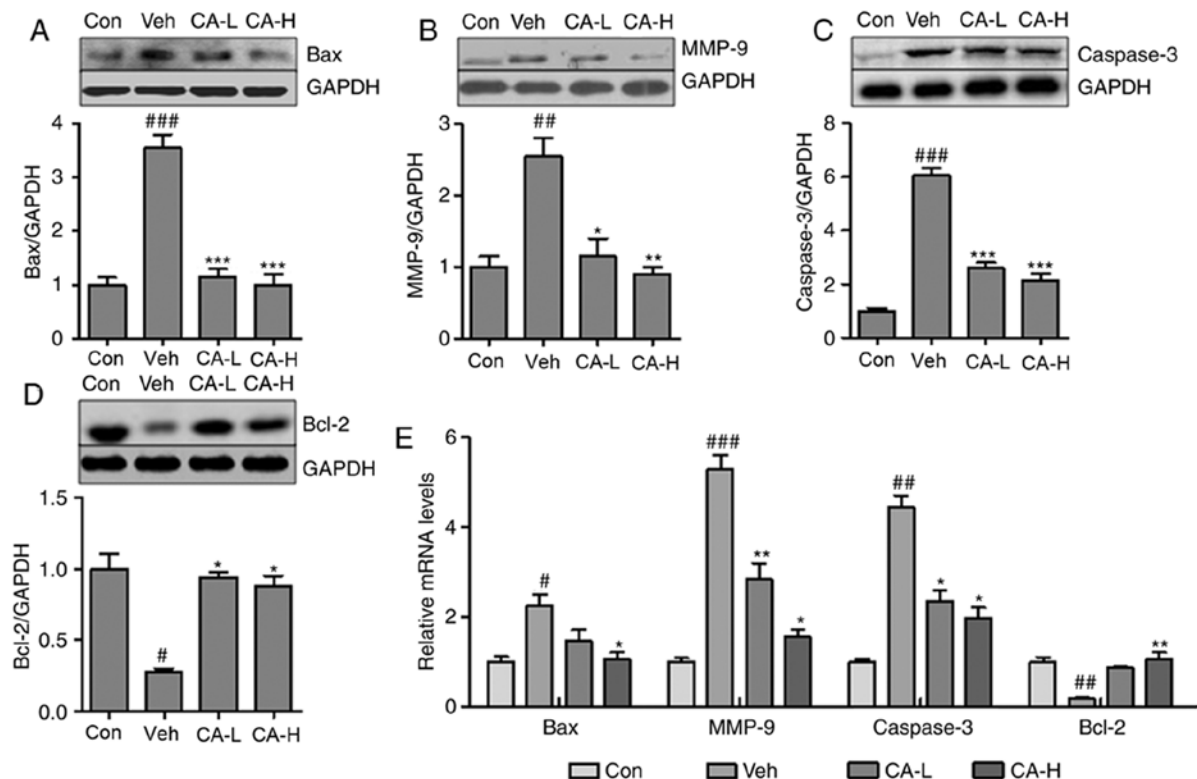 A
Con Veh CA-L CA-H
Bax
GAPDH
###
***
***
4
3
2
1
0
Bax/GAPDH
Con Veh CA-L CA-H
B
Con Veh CA-L CA-H
MMP-9
GAPDH
##
*
**
3
2
1
0
MMP-9/GAPDH
Con Veh CA-L CA-H
C
Con Veh CA-L CA-H
Caspase-3
GAPDH
###
***
***
8
6
4
2
0
Caspase-3/GAPDH
Con Veh CA-L CA-H
D
Con Veh CA-L CA-H
Bcl-2
GAPDH
#
*
*
1.5
1.0
0.5
0.0
Bcl-2/GAPDH
Con Veh CA-L CA-H
E
6
4
2
0
Relative mRNA levels
#
*
###
**
*
##
*
*
##
**
Bax MMP-9 Caspase-3 Bcl-2
Con Veh CA-L CA-H